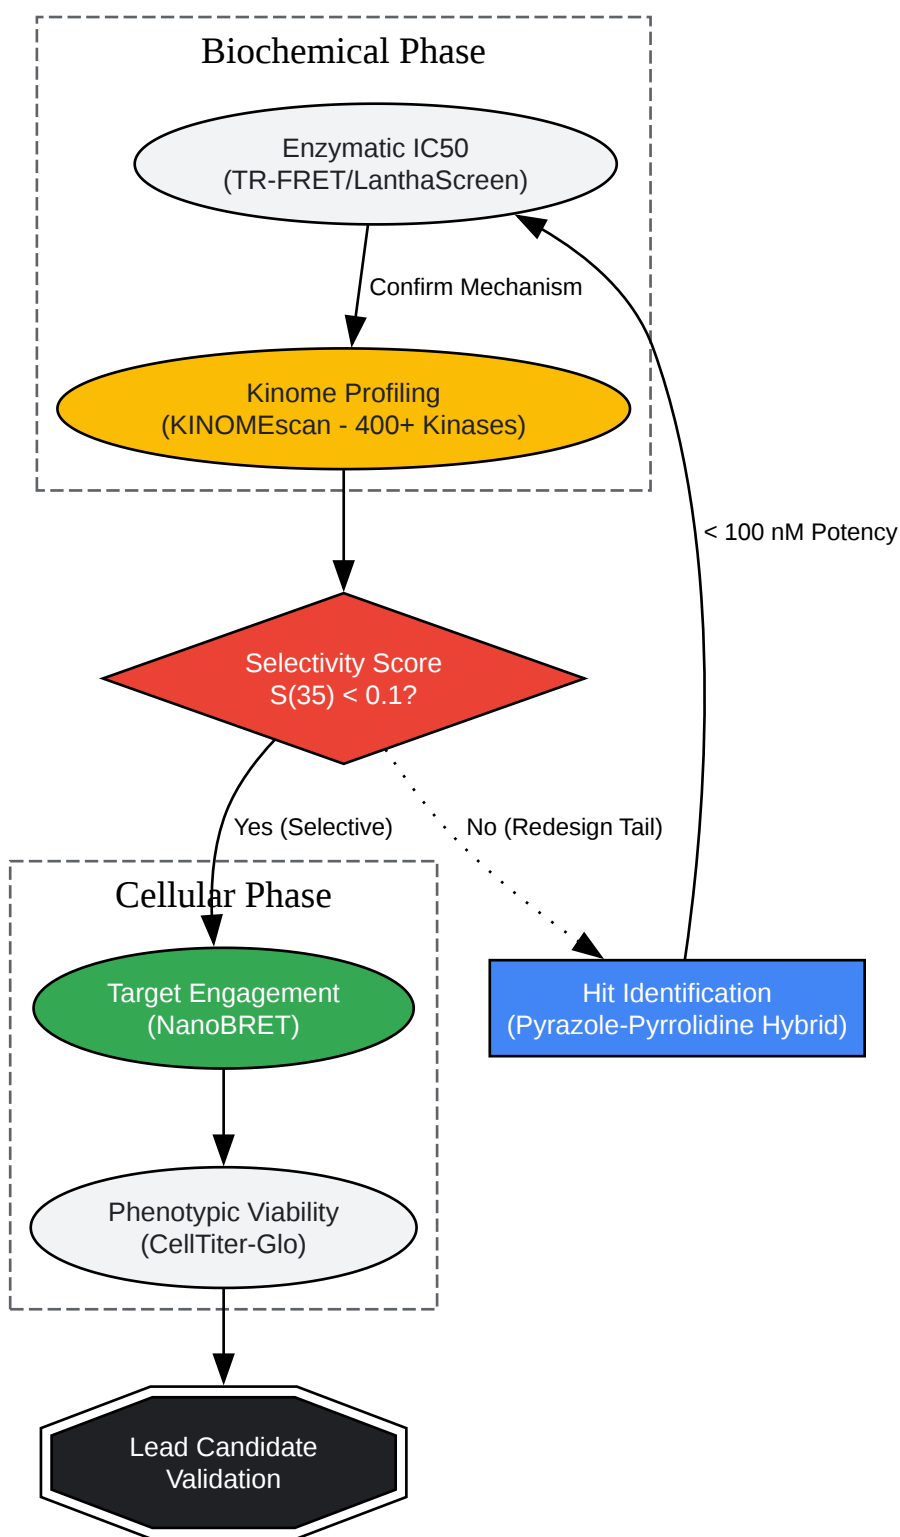 Biochemical Phase
Enzymatic IC50
(TR-FRET/LanthaScreen)
Confirm Mechanism
Kinome Profiling
(KINOMEscan - 400+ Kinases)
< 100 nM Potency
Selectivity Score
S(35) < 0.1?
Yes (Selective)
No (Redesign Tail)
Cellular Phase
Target Engagement
(NanoBRET)
Hit Identification
(Pyrazole-Pyrrolidine Hybrid)
Phenotypic Viability
(CellTiter-Glo)
Lead Candidate
Validation